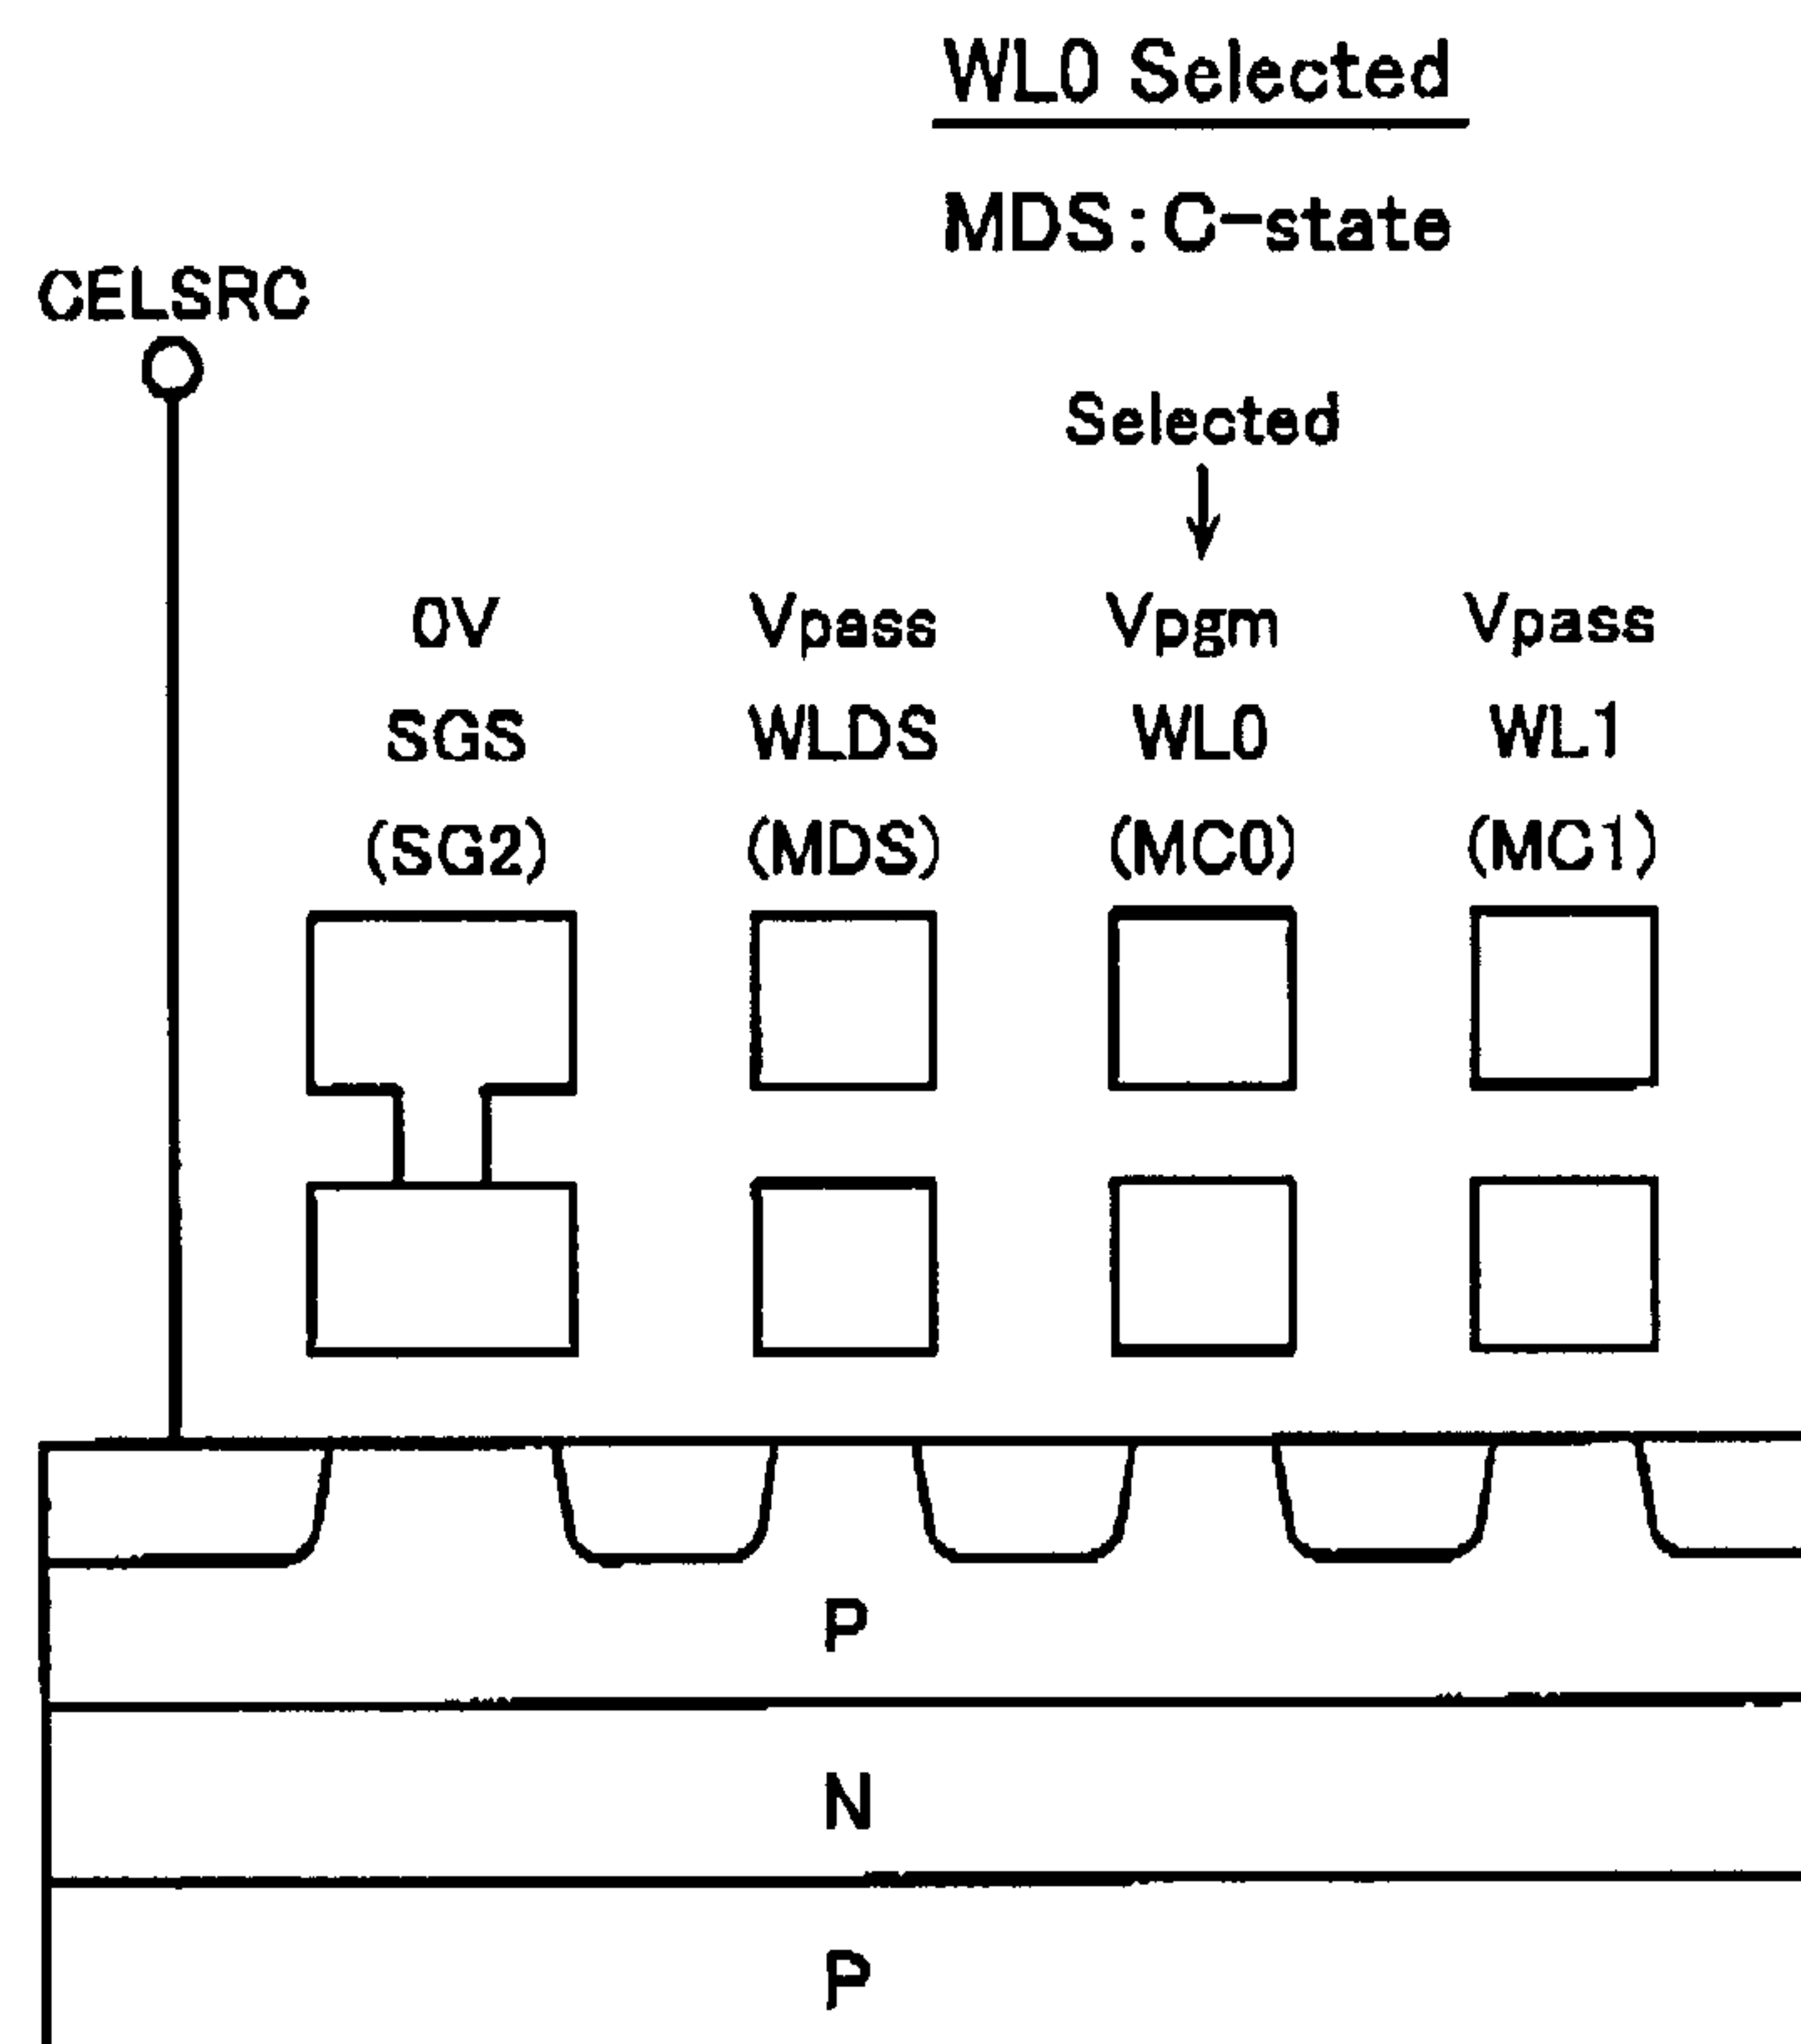 WL0 Selected
MDS:C-state
CELSRC
Selected
0V Vpass Vpgm Vpass
SGS WLDS WL0 WL1
(SG2) (MDS) (MC0) (MC1)
P
N
P